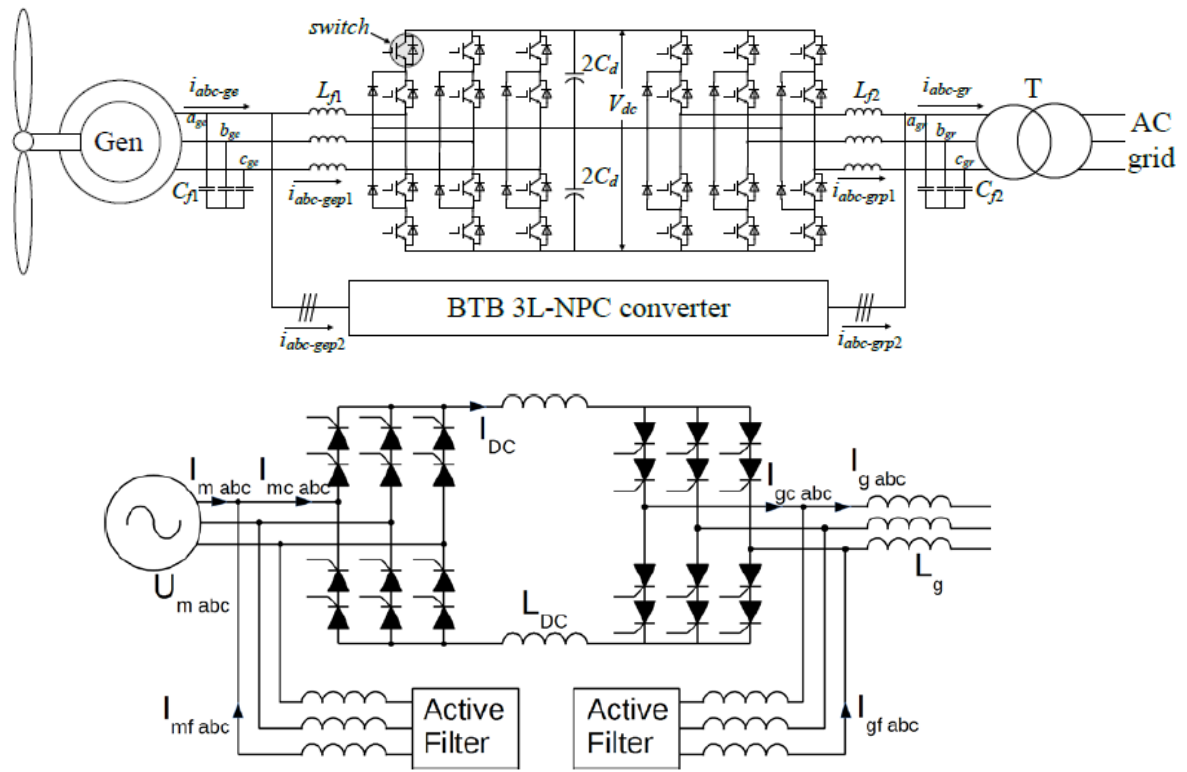 switch
i_abc-ge
L_f1
2C_d
V_dc
L_f2
i_abc-gr
T
a_ge
b_ge
c_ge
Gen
a_gr
b_gr
c_gr
AC
grid
C_f1
i_abc-gep1
2C_d
i_abc-grp1
C_f2
BTB 3L-NPC converter
i_abc-gep2
i_abc-grp2
I_DC
I_m abc
I_mc abc
I_gc abc
I_g abc
U_m abc
L_DC
L_g
I_mf abc
Active
Filter
Active
Filter
I_gf abc